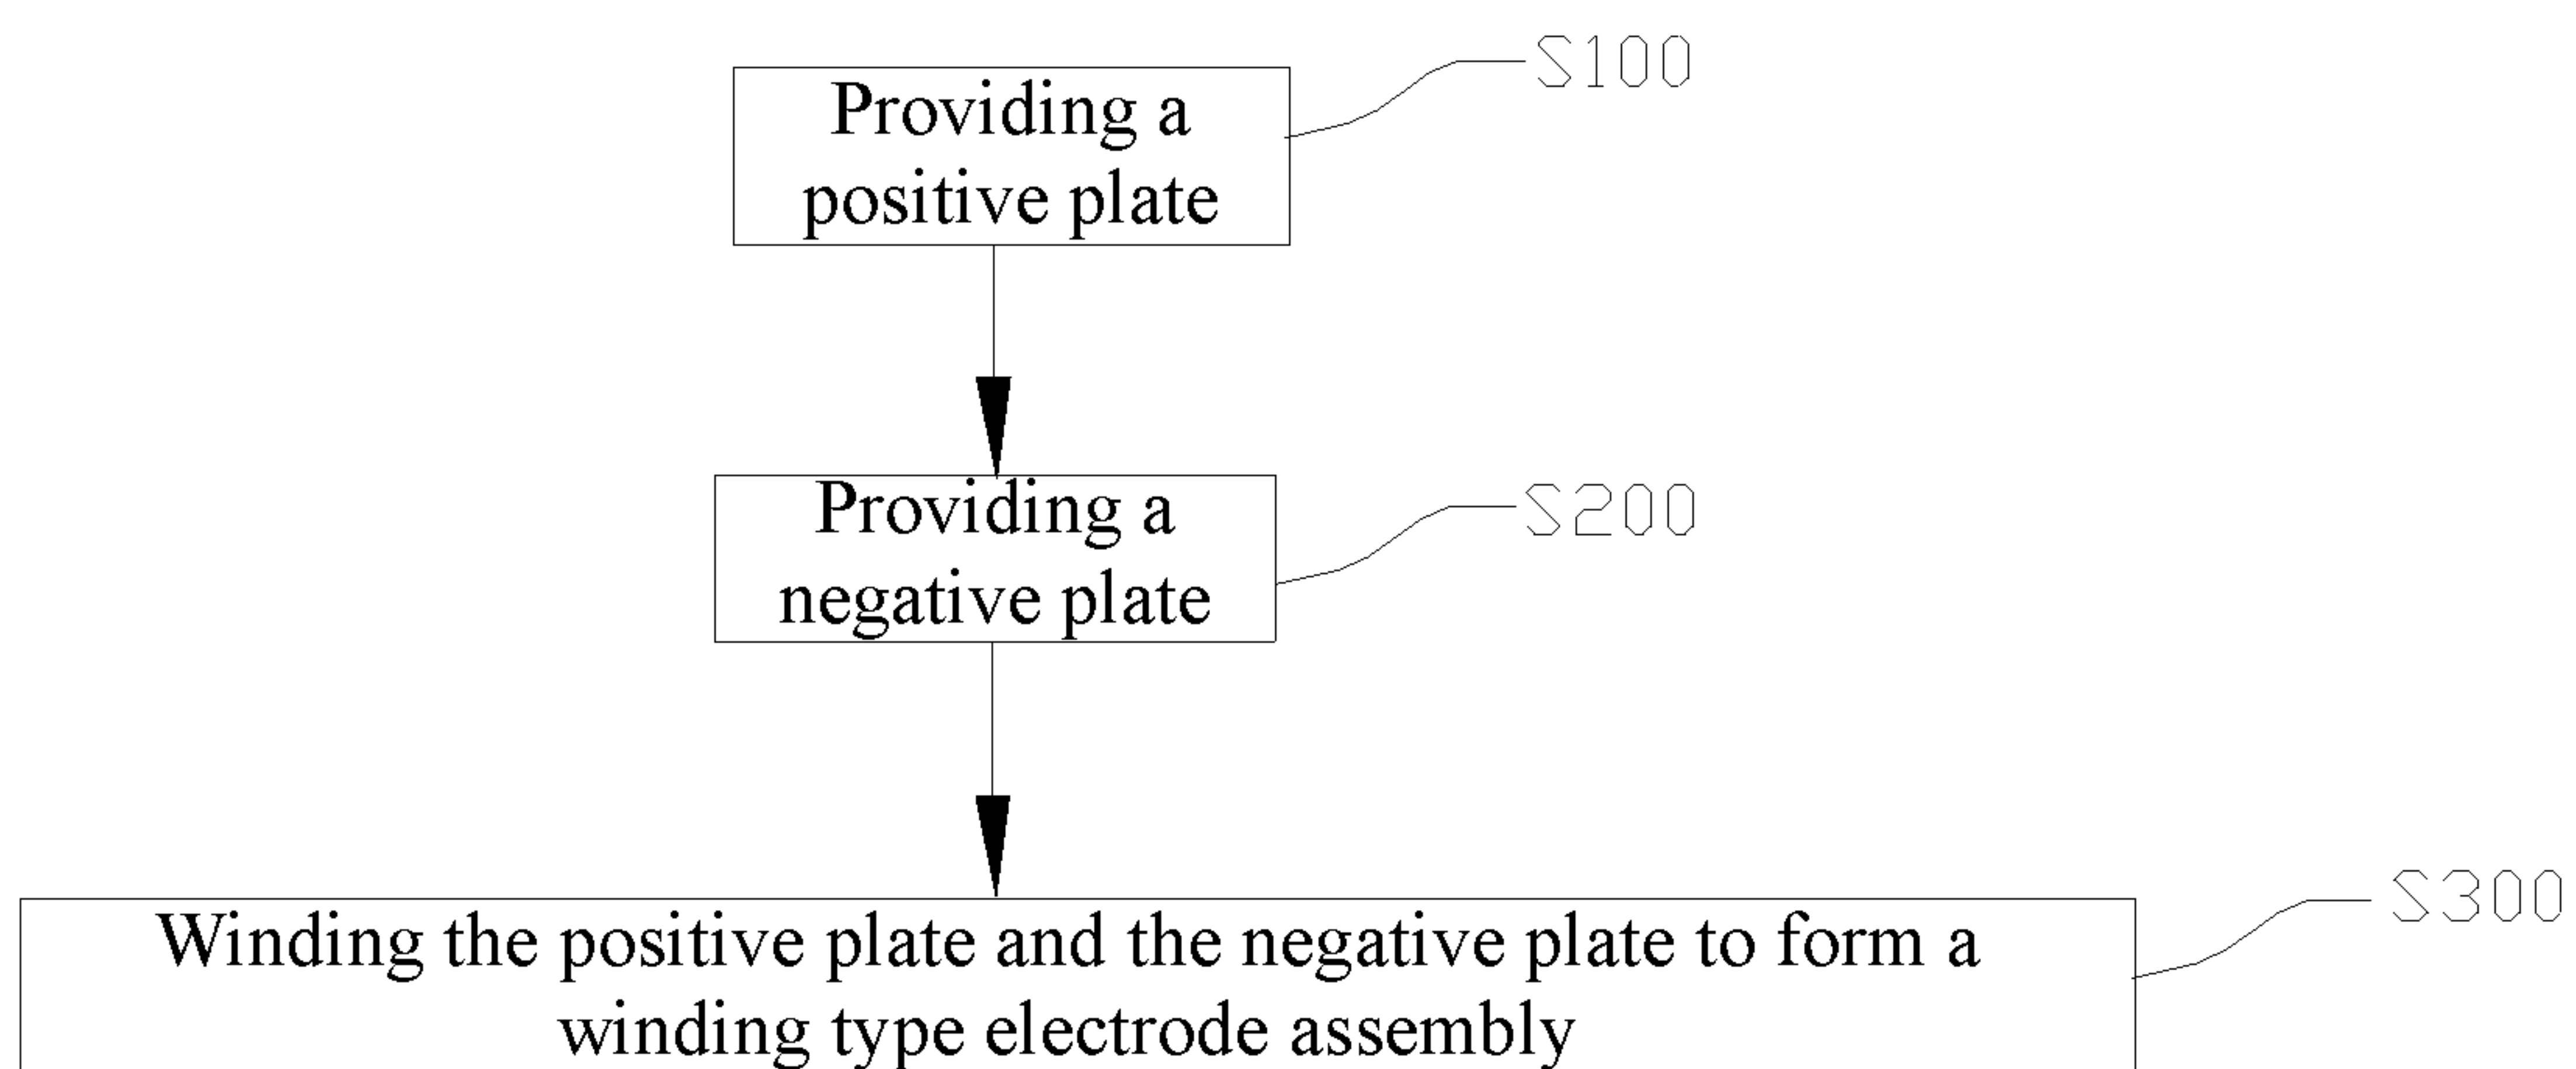 Providing a
positive plate
S100
Providing a
negative plate
S200
Winding the positive plate and the negative plate to form a
winding type electrode assembly
S300